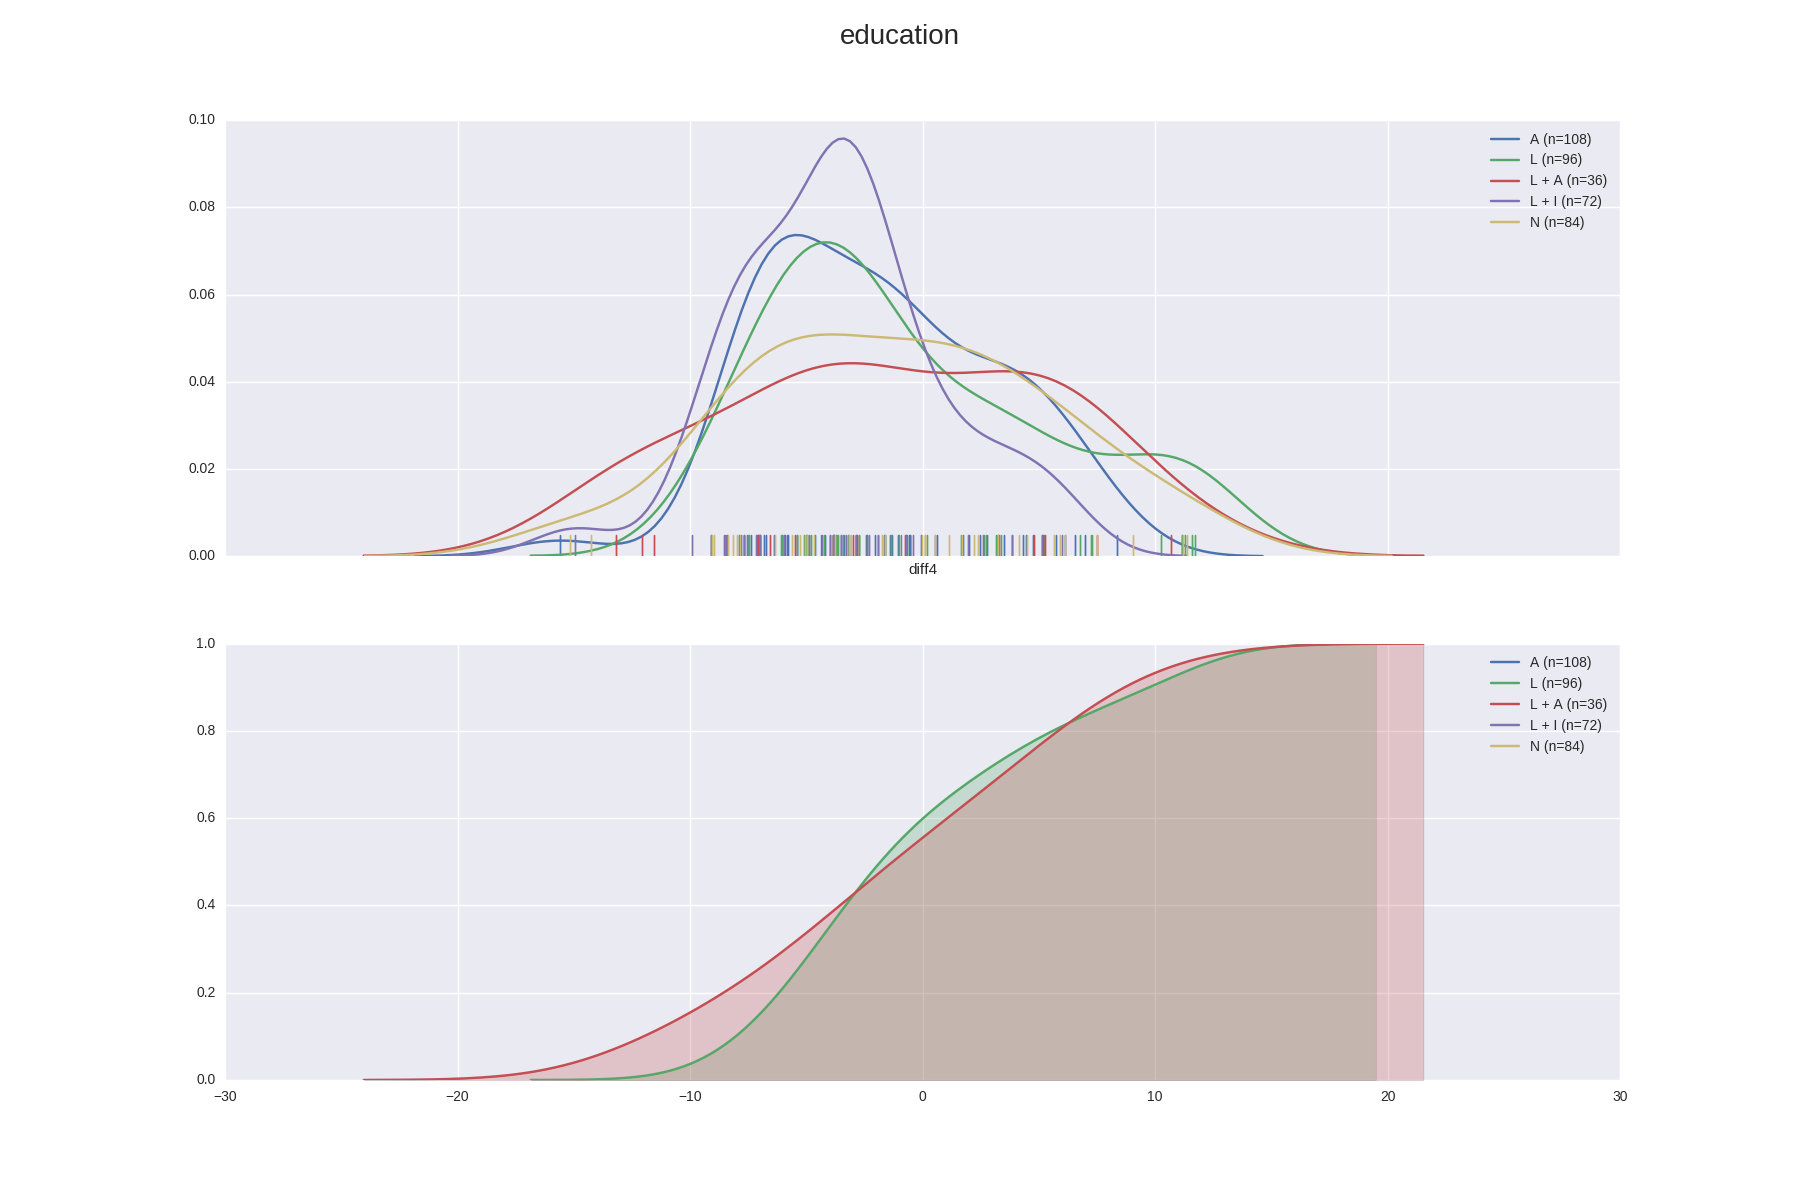 education
0.10
0.08
0.06
0.04
0.02
0.00
A (n=108)
L (n=96)
L + A (n=36)
L + I (n=72)
N (n=84)
diff4
1.0
0.8
0.6
0.4
0.2
0.0
A (n=108)
L (n=96)
L + A (n=36)
L + I (n=72)
N (n=84)
−30 −20 −10 0 10 20 30